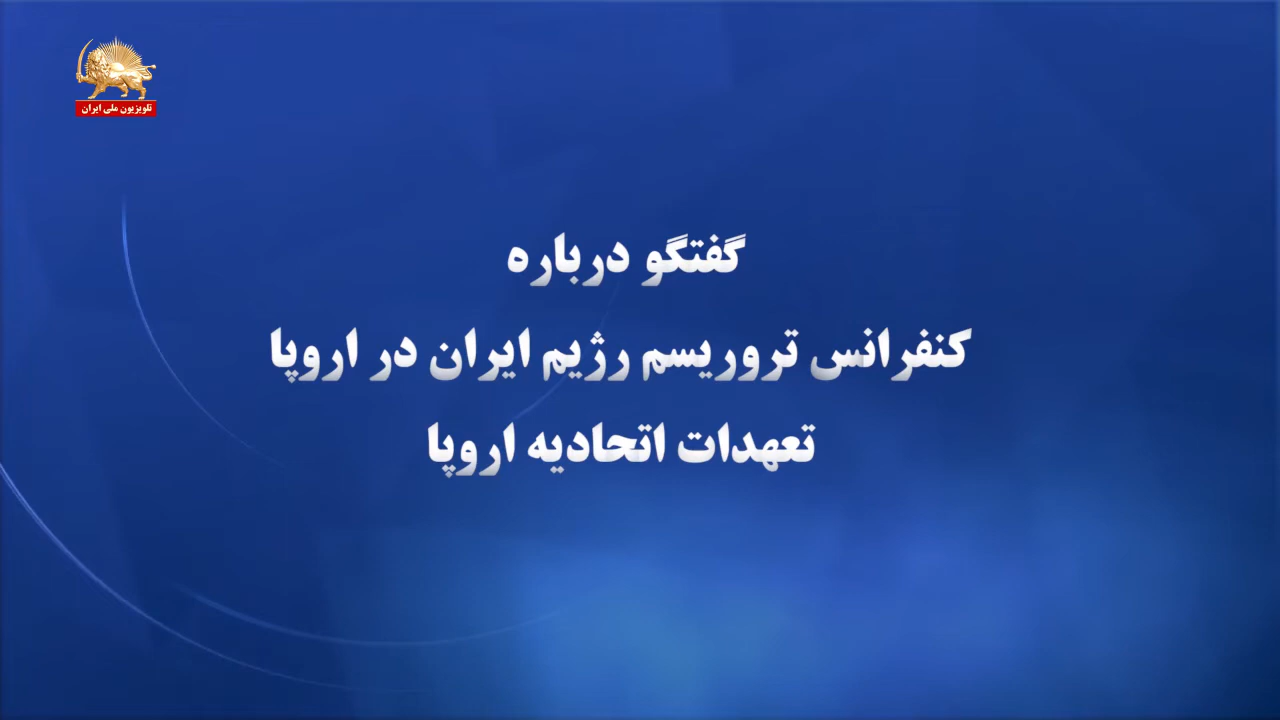 تلویزیون ملی ایران
گفتگو درباره
کنفرانس تروریسم رژیم ایران در اروپا
تعهدات اتحادیه اروپا